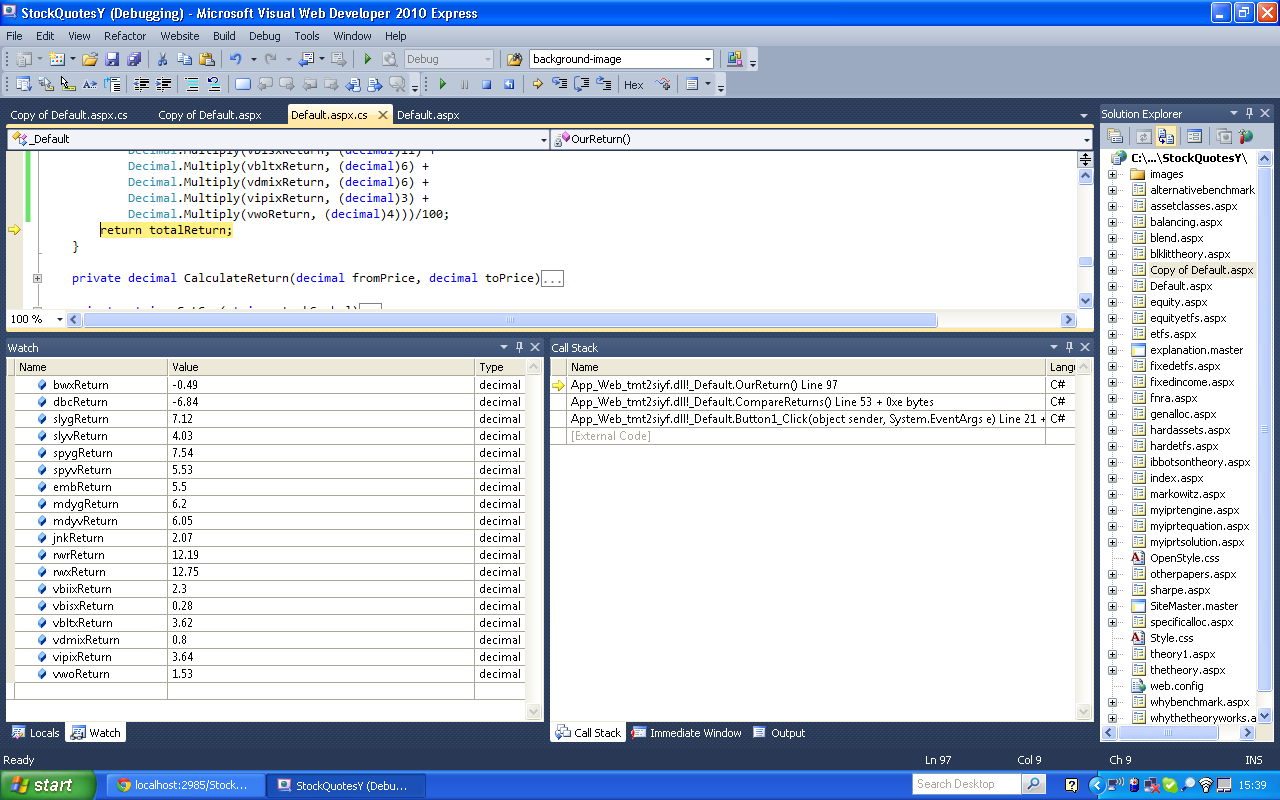 StockQuotesY (Debugging) - Microsoft Visual Web Developer 2010 Express
File Edit View Refactor Website Build Debug Tools Window Help
Debug background-image
Hex
Copy of Default.aspx.cs Copy of Default.aspx Default.aspx.cs Default.aspx
_Default OurReturn()
Decimal.Multiply(vbltxReturn, (decimal)6) +
Decimal.Multiply(vdmixReturn, (decimal)6) +
Decimal.Multiply(vipixReturn, (decimal)3) +
Decimal.Multiply(vwoReturn, (decimal)4)))/100;
return totalReturn;
}
private decimal CalculateReturn(decimal fromPrice, decimal toPrice)...
100 %
Watch
Name Value Type
bwxReturn -0.49 decimal
dbcReturn -6.84 decimal
slygReturn 7.12 decimal
slyvReturn 4.03 decimal
spygReturn 7.54 decimal
spyvReturn 5.53 decimal
embReturn 5.5 decimal
mdygReturn 6.2 decimal
mdyvReturn 6.05 decimal
jnkReturn 2.07 decimal
rwrReturn 12.19 decimal
rwxReturn 12.75 decimal
vbiixReturn 2.3 decimal
vbisxReturn 0.28 decimal
vbltxReturn 3.62 decimal
vdmixReturn 0.8 decimal
vipixReturn 3.64 decimal
vwoReturn 1.53 decimal
Locals Watch
Call Stack
Name Langu
App_Web_tmt2siyf.dll!_Default.OurReturn() Line 97 C#
App_Web_tmt2siyf.dll!_Default.CompareReturns() Line 53 + 0xe bytes C#
App_Web_tmt2siyf.dll!_Default.Button1_Click(object sender, System.EventArgs e) Line 21 + C#
[External Code]
Call Stack Immediate Window Output
Solution Explorer
C:\...\StockQuotesY\
images
alternativebenchmark
assetclasses.aspx
balancing.aspx
blend.aspx
blklittheory.aspx
Copy of Default.aspx
Default.aspx
equity.aspx
equityetfs.aspx
etfs.aspx
explanation.master
fixedetfs.aspx
fixedincome.aspx
fnra.aspx
genalloc.aspx
hardassets.aspx
hardetfs.aspx
ibbotsontheory.aspx
index.aspx
markowitz.aspx
myiprtengine.aspx
myiprtequation.aspx
myiprtsolution.aspx
OpenStyle.css
otherpapers.aspx
sharpe.aspx
SiteMaster.master
specificalloc.aspx
Style.css
theory1.aspx
thetheory.aspx
web.config
whybenchmark.aspx
whythetheoryworks.a
Ready Ln 97 Col 9 Ch 9 INS
start localhost:2985/Stock... StockQuotesY (Debu... Search Desktop 15:39